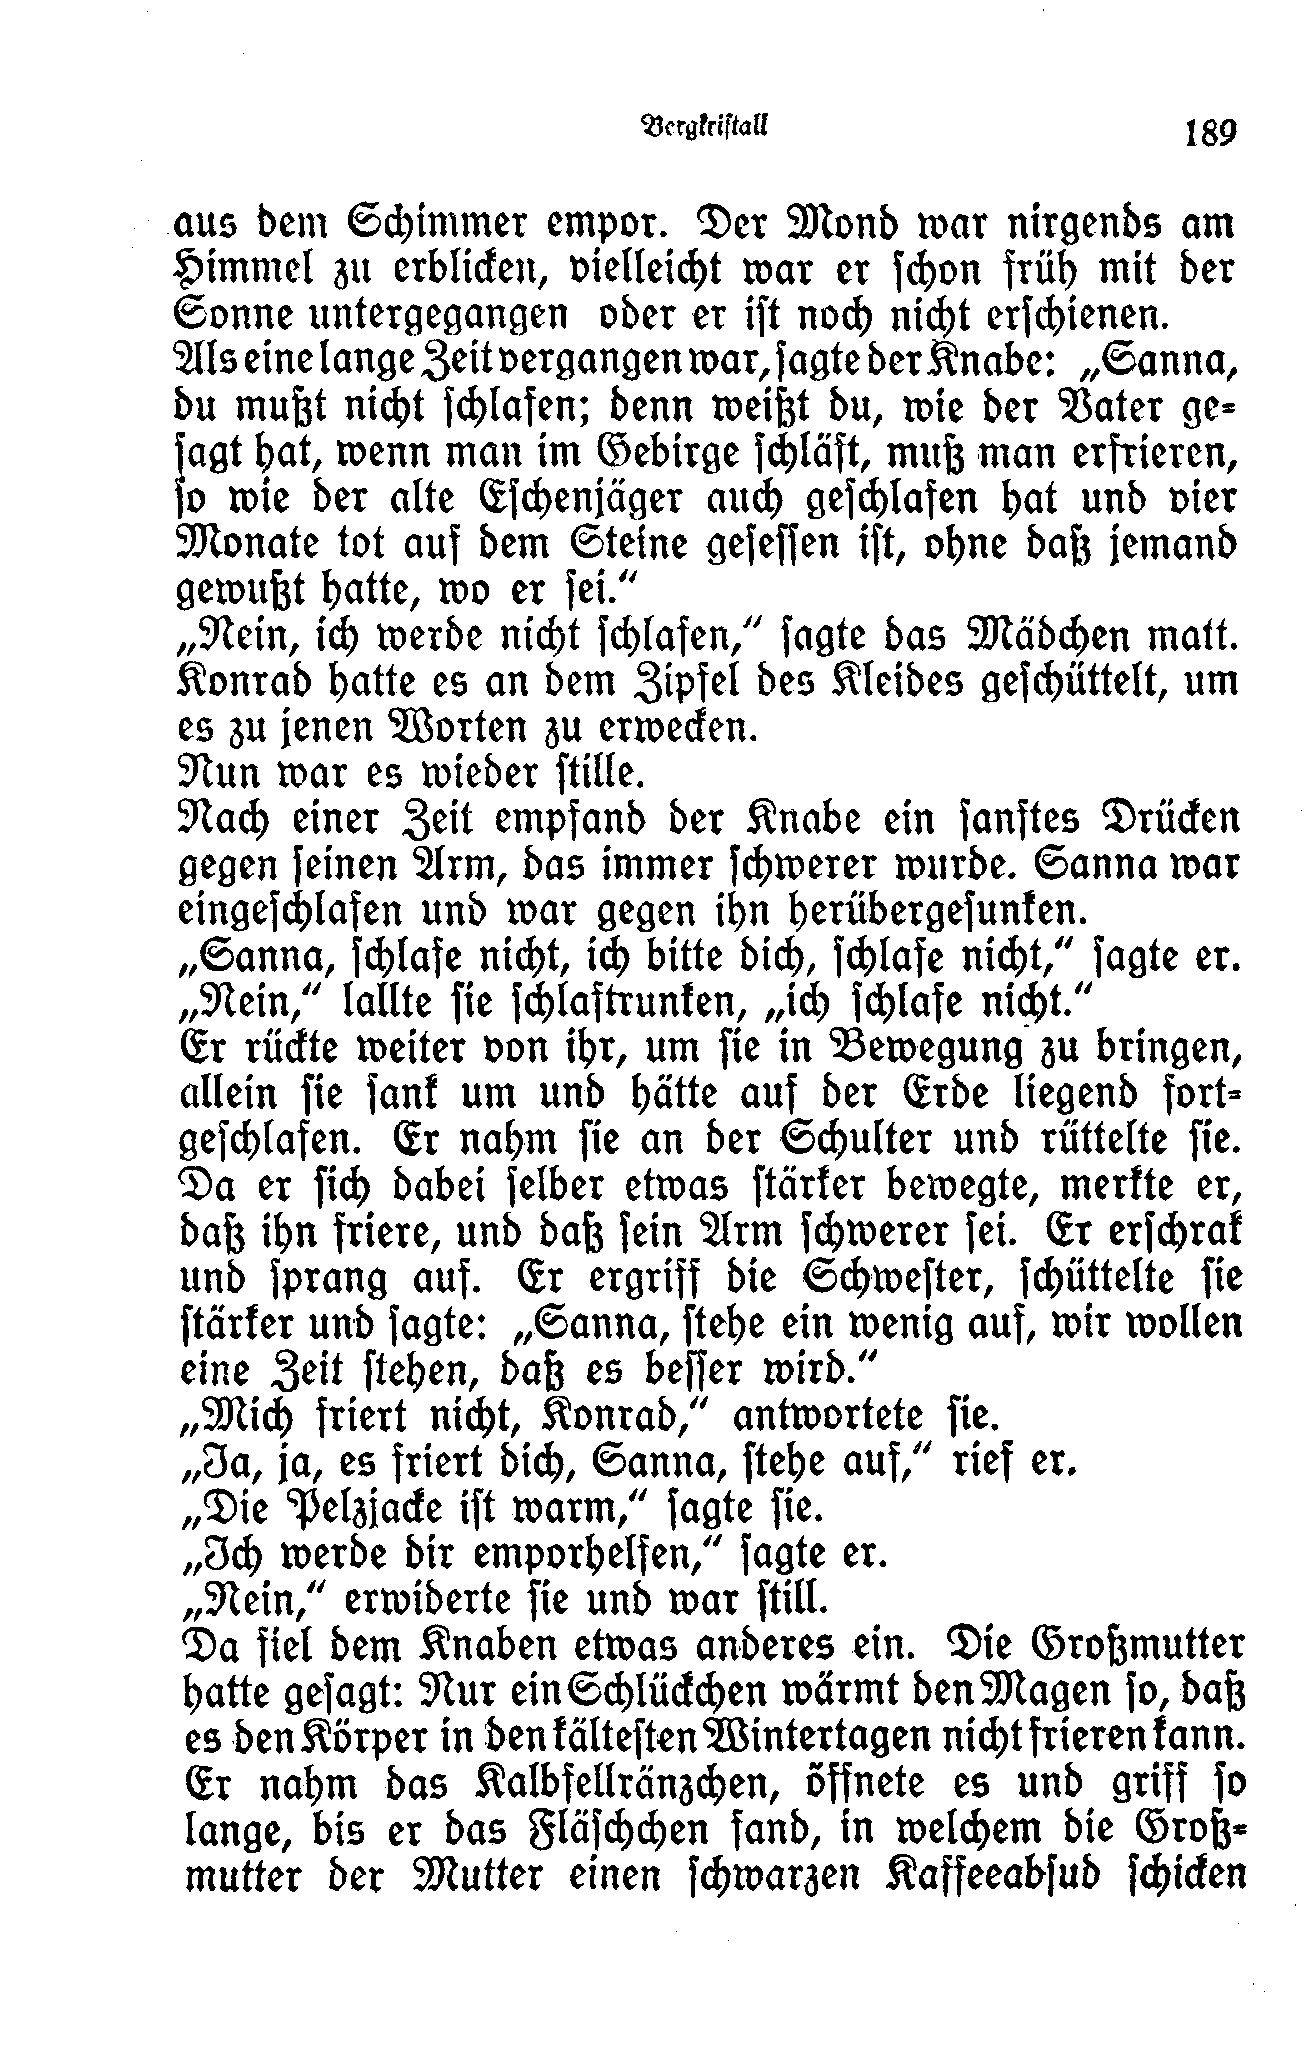 Bergkristall 189
aus dem Schimmer empor. Der Mond war nirgends am
Himmel zu erblicken, vielleicht war er schon früh mit der
Sonne untergegangen oder er ist noch nicht erschienen.
Als eine lange Zeit vergangen war, sagte der Knabe: „Sanna,
du mußt nicht schlafen; denn weißt du, wie der Vater ge-
sagt hat, wenn man im Gebirge schläft, muß man erfrieren,
so wie der alte Eschenjäger auch geschlafen hat und vier
Monate tot auf dem Steine gesessen ist, ohne daß jemand
gewußt hatte, wo er sei.“
„Nein, ich werde nicht schlafen,“ sagte das Mädchen matt.
Konrad hatte es an dem Zipfel des Kleides geschüttelt, um
es zu jenen Worten zu erwecken.
Nun war es wieder stille.
Nach einer Zeit empfand der Knabe ein sanftes Drücken
gegen seinen Arm, das immer schwerer wurde. Sanna war
eingeschlafen und war gegen ihn herübergesunken.
„Sanna, schlafe nicht, ich bitte dich, schlafe nicht,“ sagte er.
„Nein,“ lallte sie schlaftrunken, „ich schlafe nicht.“
Er rückte weiter von ihr, um sie in Bewegung zu bringen,
allein sie sank um und hätte auf der Erde liegend fort-
geschlafen. Er nahm sie an der Schulter und rüttelte sie.
Da er sich dabei selber etwas stärker bewegte, merkte er,
daß ihn friere, und daß sein Arm schwerer sei. Er erschrak
und sprang auf. Er ergriff die Schwester, schüttelte sie
stärker und sagte: „Sanna, stehe ein wenig auf, wir wollen
eine Zeit stehen, daß es besser wird.“
„Mich friert nicht, Konrad,“ antwortete sie.
„Ja, ja, es friert dich, Sanna, stehe auf,“ rief er.
„Die Pelzjacke ist warm,“ sagte sie.
„Ich werde dir emporhelfen,“ sagte er.
„Nein,“ erwiderte sie und war still.
Da fiel dem Knaben etwas anderes ein. Die Großmutter
hatte gesagt: Nur ein Schlückchen wärmt den Magen so, daß
es den Körper in den kältesten Wintertagen nicht frieren kann.
Er nahm das Kalbfellränzchen, öffnete es und griff so
lange, bis er das Fläschchen fand, in welchem die Groß-
mutter der Mutter einen schwarzen Kaffeeabsud schicken